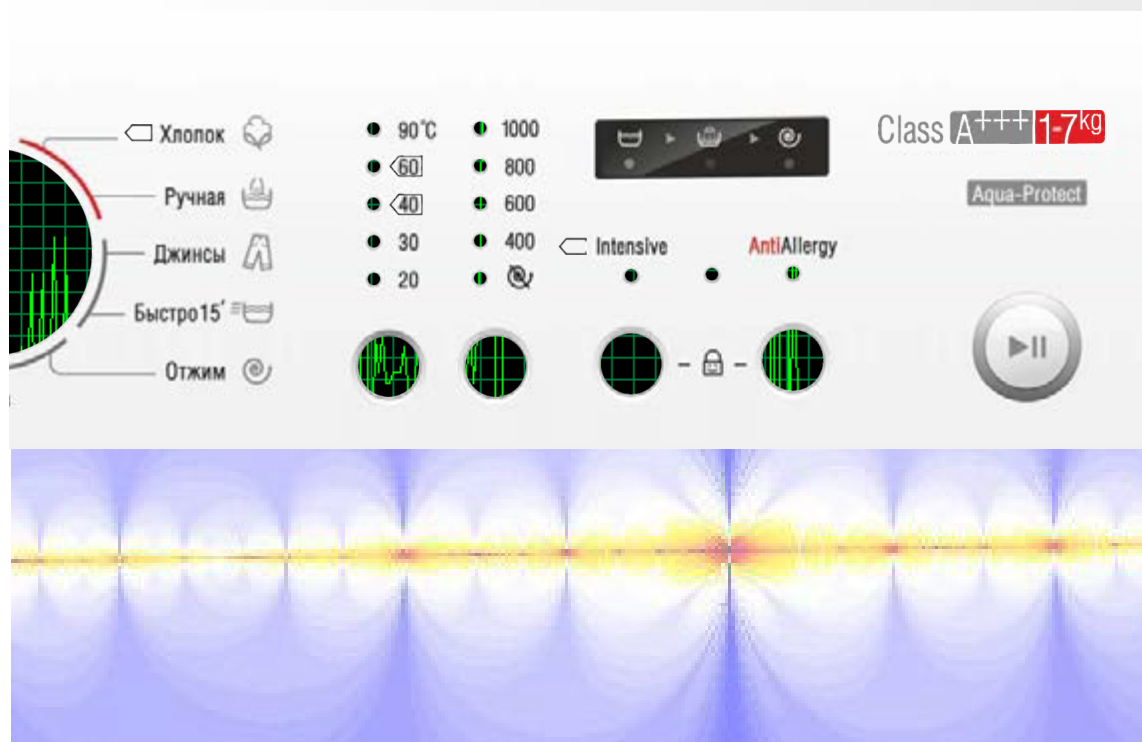 Хлопок
Ручная
Джинсы
Быстро15′
Отжим
90°C
60
40
30
20
1000
800
600
400
Intensive
AntiAllergy
Class A+++ 1-7kg
Aqua-Protect